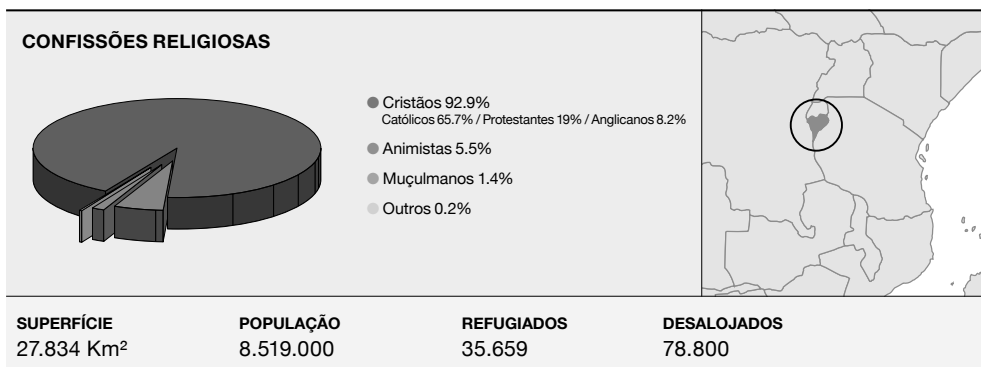 CONFISSÕES RELIGIOSAS
Cristãos 92.9%
Católicos 65.7% / Protestantes 19% / Anglicanos 8.2%
Animistas 5.5%
Muçulmanos 1.4%
Outros 0.2%
SUPERFÍCIE
27.834 Km²
POPULAÇÃO
8.519.000
REFUGIADOS
35.659
DESALOJADOS
78.800